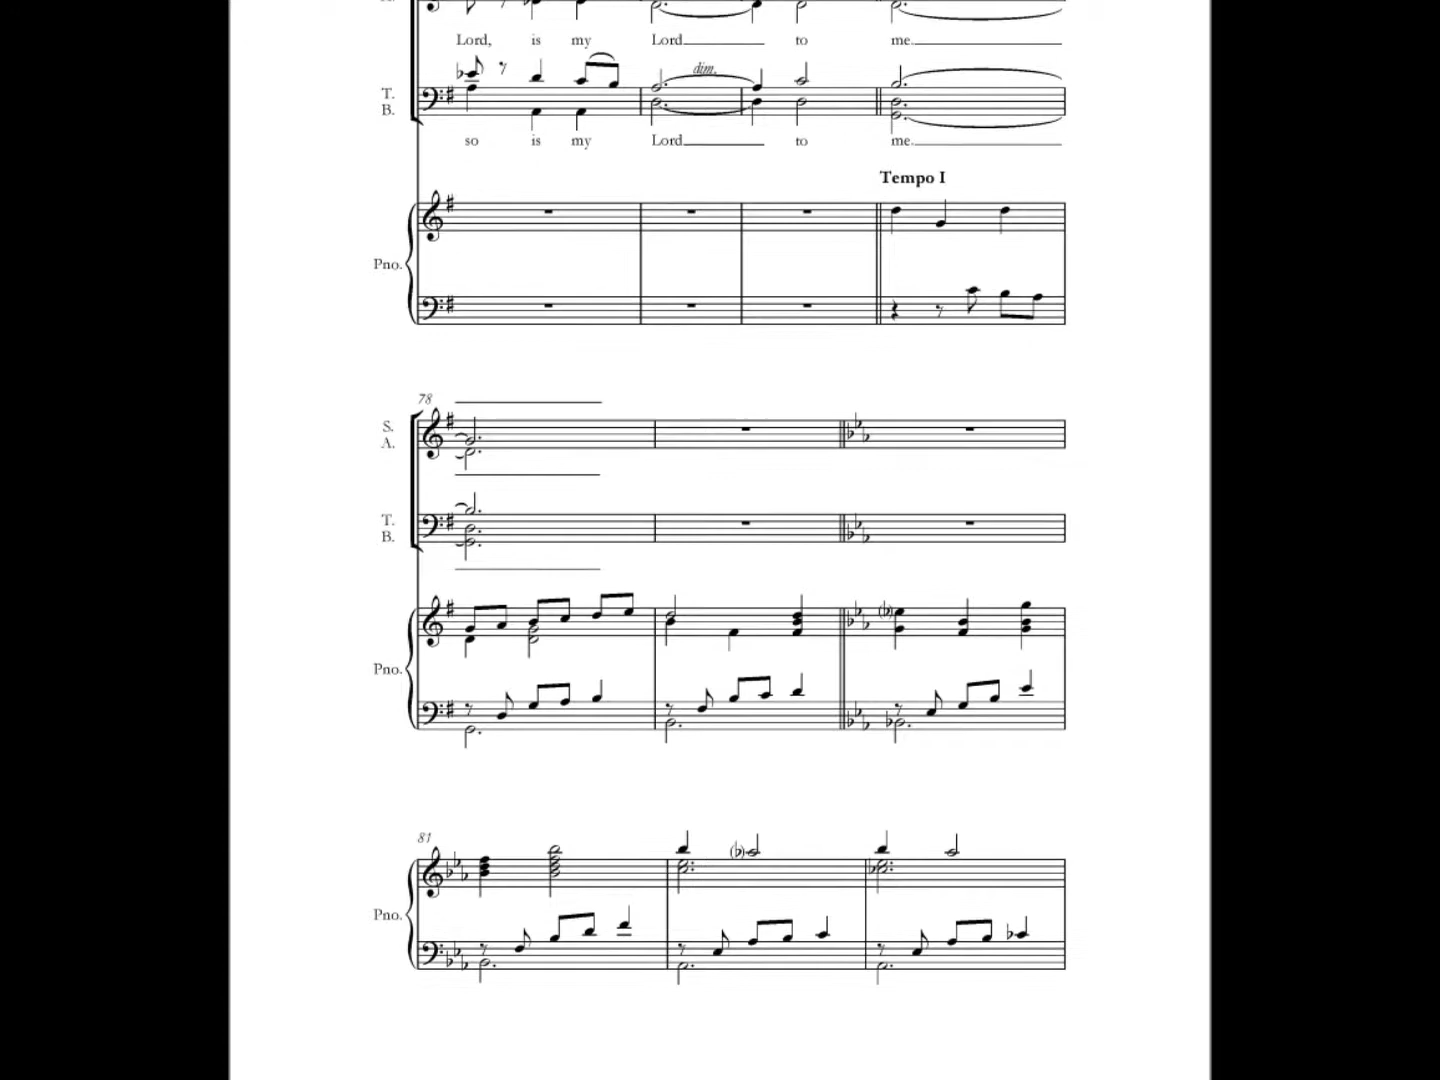 Lord, is my Lord to me.
dim.
T.
B.
so is my Lord to me.
Tempo I
Pno.
78
S.
A.
T.
B.
Pno.
81
Pno.